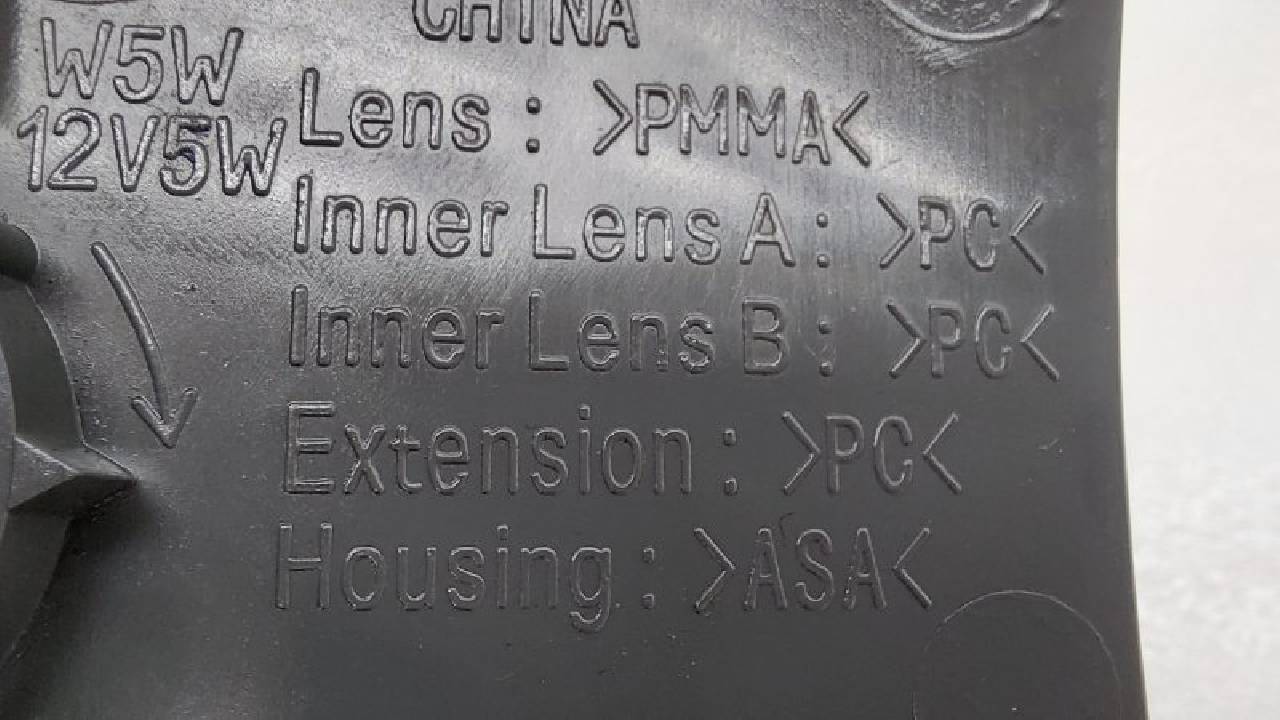 CHINA
W5W
12V5W
Lens : >PMMA<
Inner Lens A : >PC<
Inner Lens B : >PC<
Extension : >PC<
Housing : >ASA<